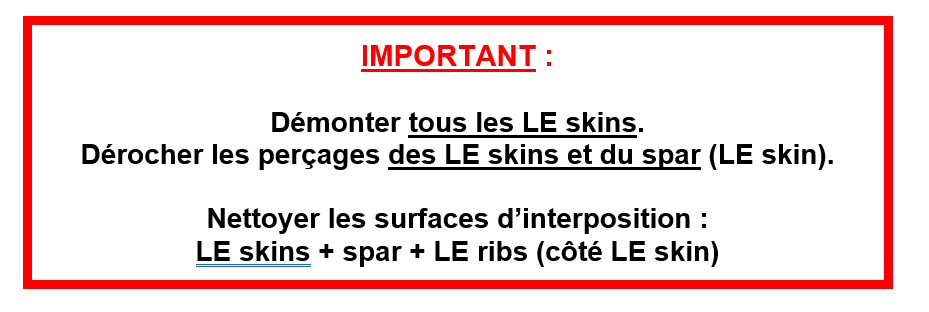 IMPORTANT :
Démonter tous les LE skins.
Dérocher les perçages des LE skins et du spar (LE skin).
Nettoyer les surfaces d’interposition :
LE skins + spar + LE ribs (côté LE skin)